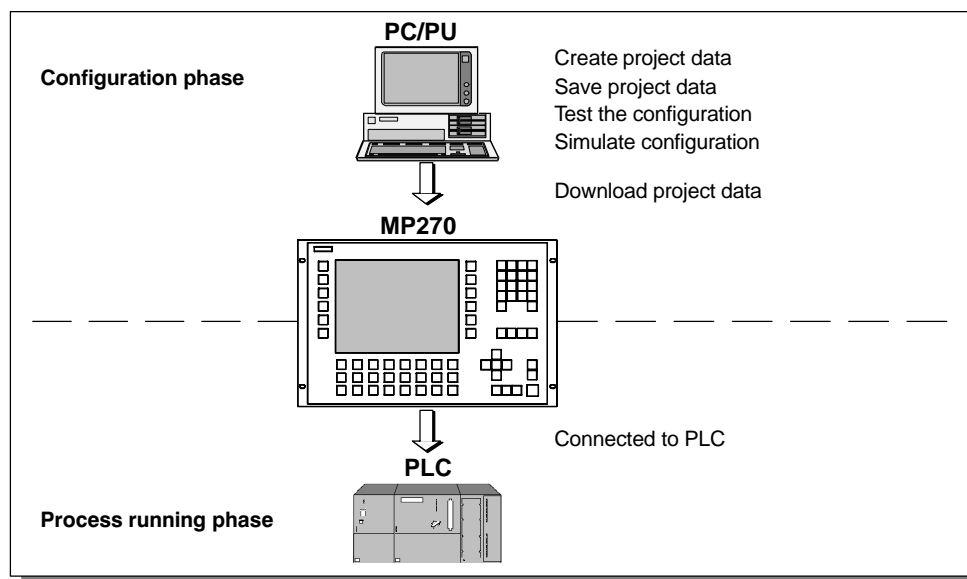 PC/PU
Configuration phase
Create project data
Save project data
Test the configuration
Simulate configuration
Download project data
MP270
Connected to PLC
PLC
Process running phase